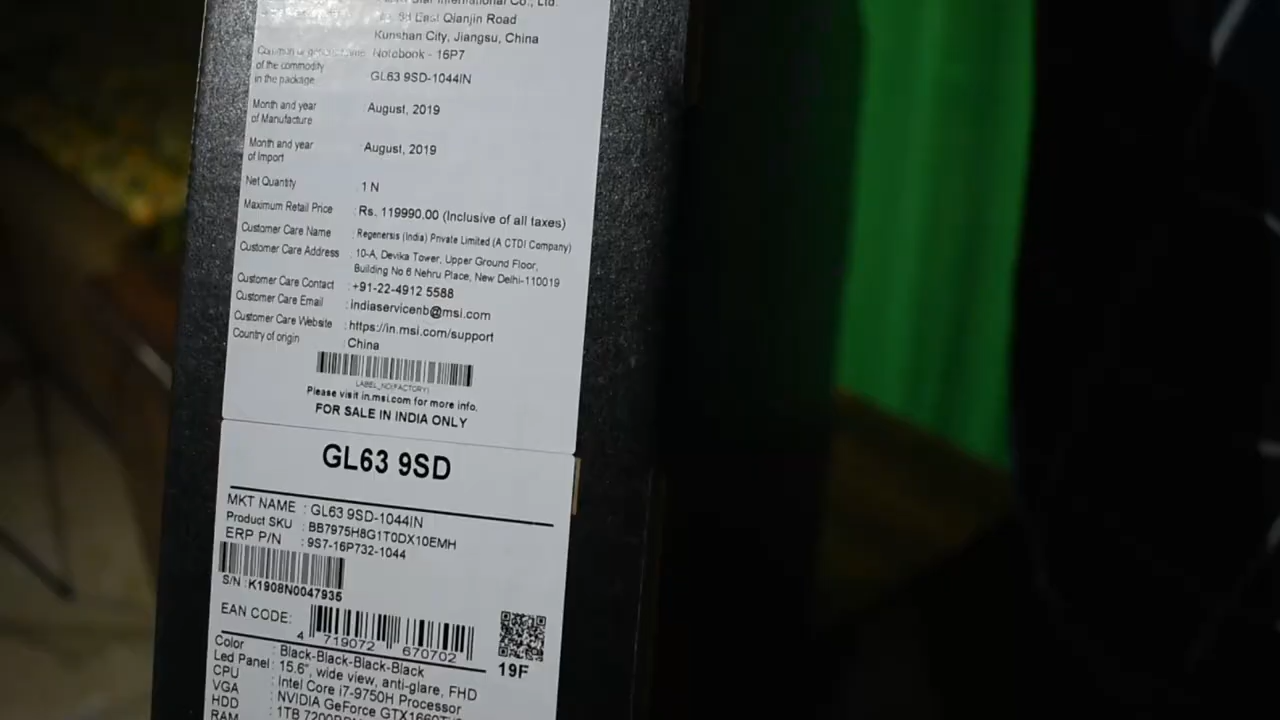 Star International Co., Ltd.
East Qianjin Road
Kunshan City, Jiangsu, China
Common or generic name Notebook - 16P7
of the commodity
in the package GL63 9SD-1044IN
Month and year
of Manufacture August, 2019
Month and year
of Import : August, 2019
Net Quantity : 1 N
Maximum Retail Price : Rs. 119990.00 (Inclusive of all taxes)
Customer Care Name : Regenersis (India) Private Limited (A CTDI Company)
Customer Care Address : 10-A, Devika Tower, Upper Ground Floor,
Building No 6 Nehru Place, New Delhi-110019
Customer Care Contact : +91-22-4912 5588
Customer Care Email : indiaservicenb@msi.com
Customer Care Website : https://in.msi.com/support
Country of origin : China
LABEL_NO(FACTORY)
Please visit in.msi.com for more info.
FOR SALE IN INDIA ONLY
GL63 9SD
MKT NAME : GL63 9SD-1044IN
Product SKU : BB7975H8G1T0DX10EMH
ERP P/N : 9S7-16P732-1044
S/N : K1908N0047935
EAN CODE:
4 719072 670702
19F
Color : Black-Black-Black-Black
Led Panel : 15.6", wide view, anti-glare, FHD
CPU : Intel Core i7-9750H Processor
VGA : NVIDIA GeForce
HDD : 1TB
RAM